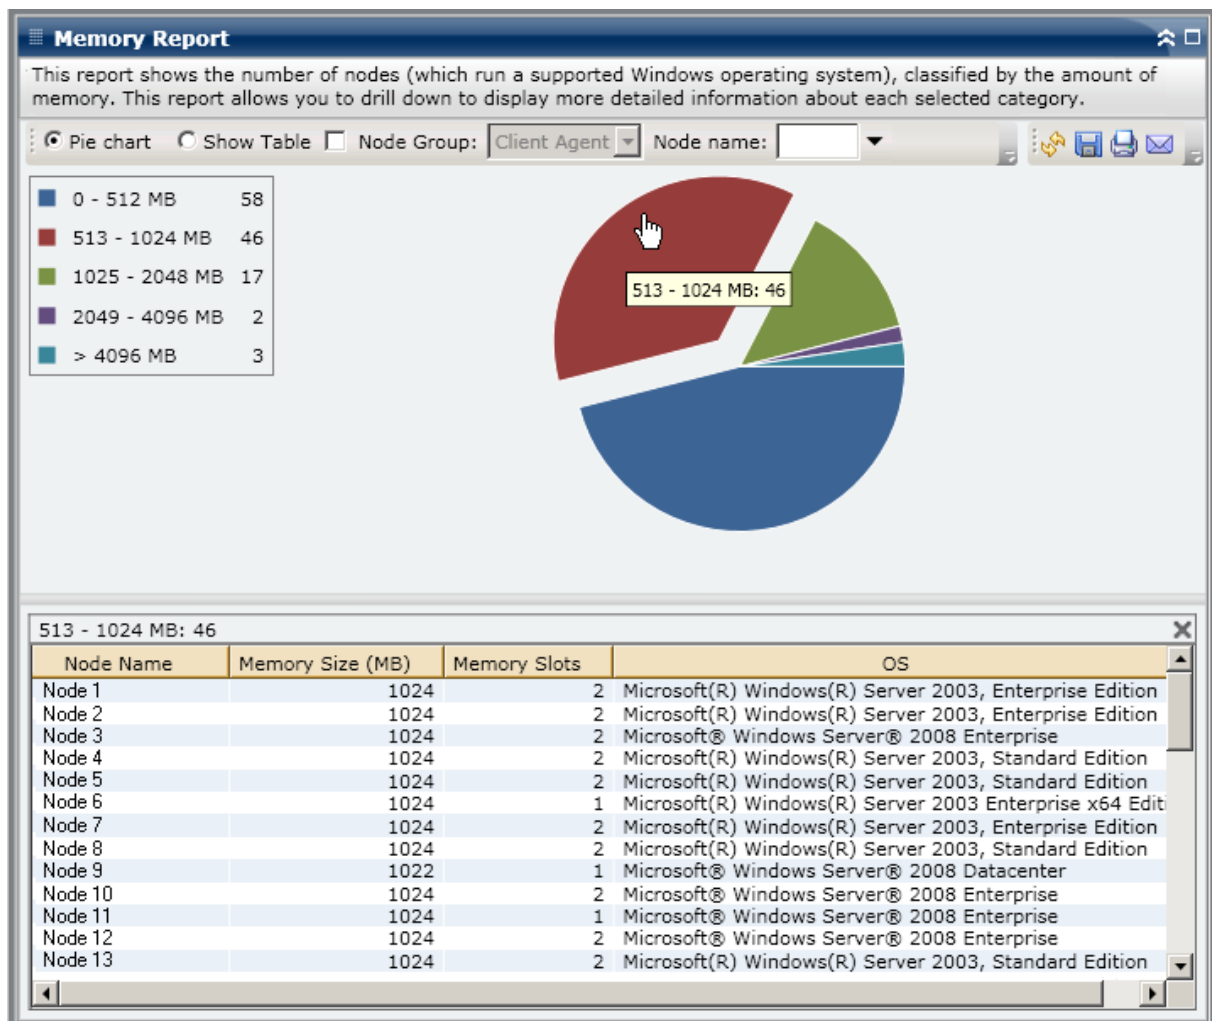 Memory Report
This report shows the number of nodes (which run a supported Windows operating system), classified by the amount of
memory. This report allows you to drill down to display more detailed information about each selected category.
Pie chart Show Table Node Group: Client Agent Node name:
0 - 512 MB 58
513 - 1024 MB 46
1025 - 2048 MB 17
2049 - 4096 MB 2
> 4096 MB 3
513 - 1024 MB: 46
513 - 1024 MB: 46
Node Name Memory Size (MB) Memory Slots OS
Node 1 1024 2 Microsoft(R) Windows(R) Server 2003, Enterprise Edition
Node 2 1024 2 Microsoft(R) Windows(R) Server 2003, Enterprise Edition
Node 3 1024 2 Microsoft® Windows Server® 2008 Enterprise
Node 4 1024 2 Microsoft(R) Windows(R) Server 2003, Standard Edition
Node 5 1024 2 Microsoft(R) Windows(R) Server 2003, Standard Edition
Node 6 1024 1 Microsoft(R) Windows(R) Server 2003 Enterprise x64 Editi
Node 7 1024 2 Microsoft(R) Windows(R) Server 2003, Enterprise Edition
Node 8 1024 2 Microsoft(R) Windows(R) Server 2003, Standard Edition
Node 9 1022 1 Microsoft® Windows Server® 2008 Datacenter
Node 10 1024 2 Microsoft® Windows Server® 2008 Enterprise
Node 11 1024 1 Microsoft® Windows Server® 2008 Enterprise
Node 12 1024 2 Microsoft® Windows Server® 2008 Enterprise
Node 13 1024 2 Microsoft(R) Windows(R) Server 2003, Standard Edition